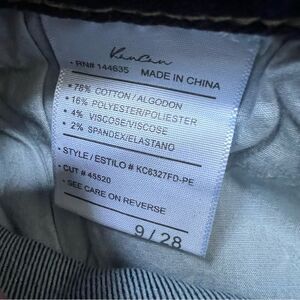 KanCan
• RN# 144635 MADE IN CHINA
• 78% COTTON / ALGODON
• 16% POLYESTER/POLIESTER
• 4% VISCOSE/VISCOSE
• 2% SPANDEX/ELASTANO
• STYLE / ESTILO # KC6327FD-PE
• CUT # 45520
• SEE CARE ON REVERSE
9 / 28